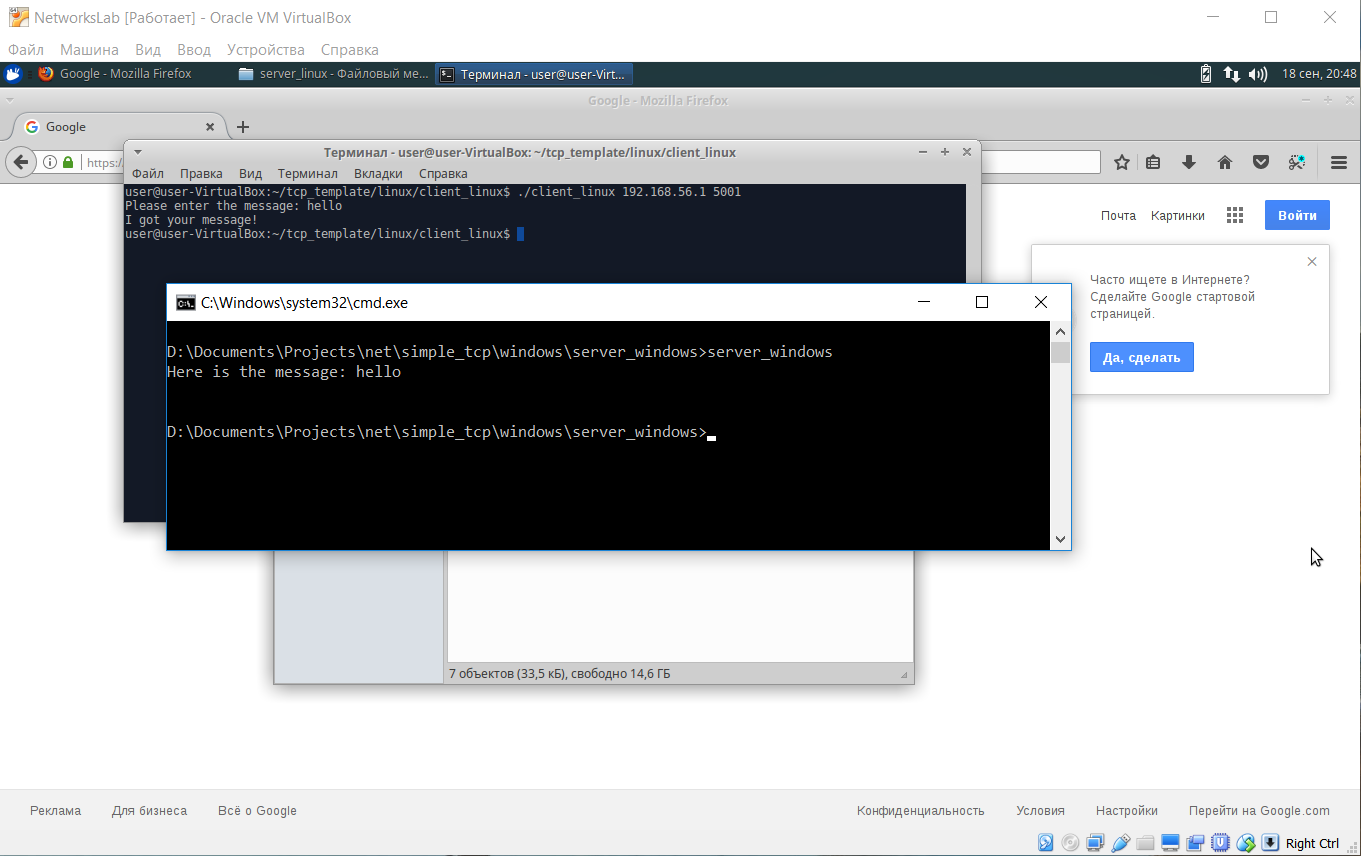 NetworksLab [Работает] - Oracle VM VirtualBox
Файл Машина Вид Ввод Устройства Справка
Google - Mozilla Firefox server_linux - Файловый ме... Терминал - user@user-Virt... 18 сен, 20:48
Google - Mozilla Firefox
Google
https:/
Терминал - user@user-VirtualBox: ~/tcp_template/linux/client_linux
Файл Правка Вид Терминал Вкладки Справка
user@user-VirtualBox:~/tcp_template/linux/client_linux$ ./client_linux 192.168.56.1 5001
Please enter the message: hello
I got your message!
user@user-VirtualBox:~/tcp_template/linux/client_linux$
Почта Картинки Войти
Часто ищете в Интернете?
Сделайте Google стартовой
страницей.
Да, сделать
C:\Windows\system32\cmd.exe
D:\Documents\Projects\net\simple_tcp\windows\server_windows>server_windows
Here is the message: hello
D:\Documents\Projects\net\simple_tcp\windows\server_windows>
7 объектов (33,5 кБ), свободно 14,6 ГБ
Реклама Для бизнеса Всё о Google Конфиденциальность Условия Настройки Перейти на Google.com
Right Ctrl